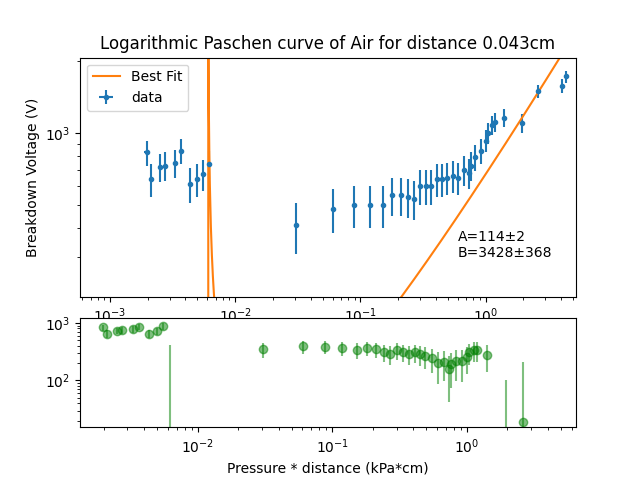 Logarithmic Paschen curve of Air for distance 0.043cm
Breakdown Voltage (V)
Best Fit
data
10³
A=114±2
B=3428±368
10⁻³ 10⁻² 10⁻¹ 10⁰
10³
10²
10⁻² 10⁻¹ 10⁰
Pressure * distance (kPa*cm)